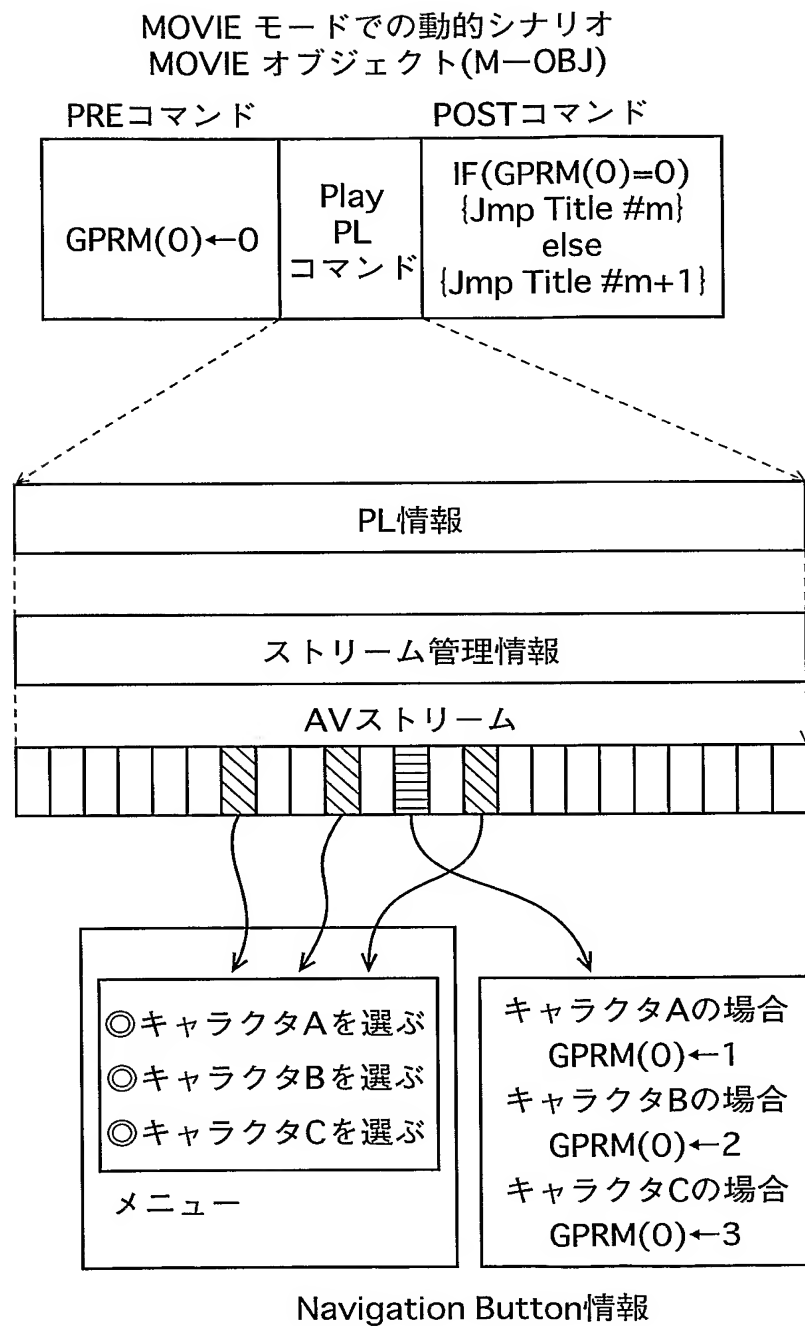 MOVIE モードでの動的シナリオ
MOVIE オブジェクト(M－OBJ)
PREコマンド
POSTコマンド
GPRM(0)←0
Play
PL
コマンド
IF(GPRM(0)=0)
{Jmp Title #m}
else
{Jmp Title #m+1}
PL情報
ストリーム管理情報
AVストリーム
◎キャラクタAを選ぶ
◎キャラクタBを選ぶ
◎キャラクタCを選ぶ
メニュー
キャラクタAの場合
GPRM(0)←1
キャラクタBの場合
GPRM(0)←2
キャラクタCの場合
GPRM(0)←3
Navigation Button情報